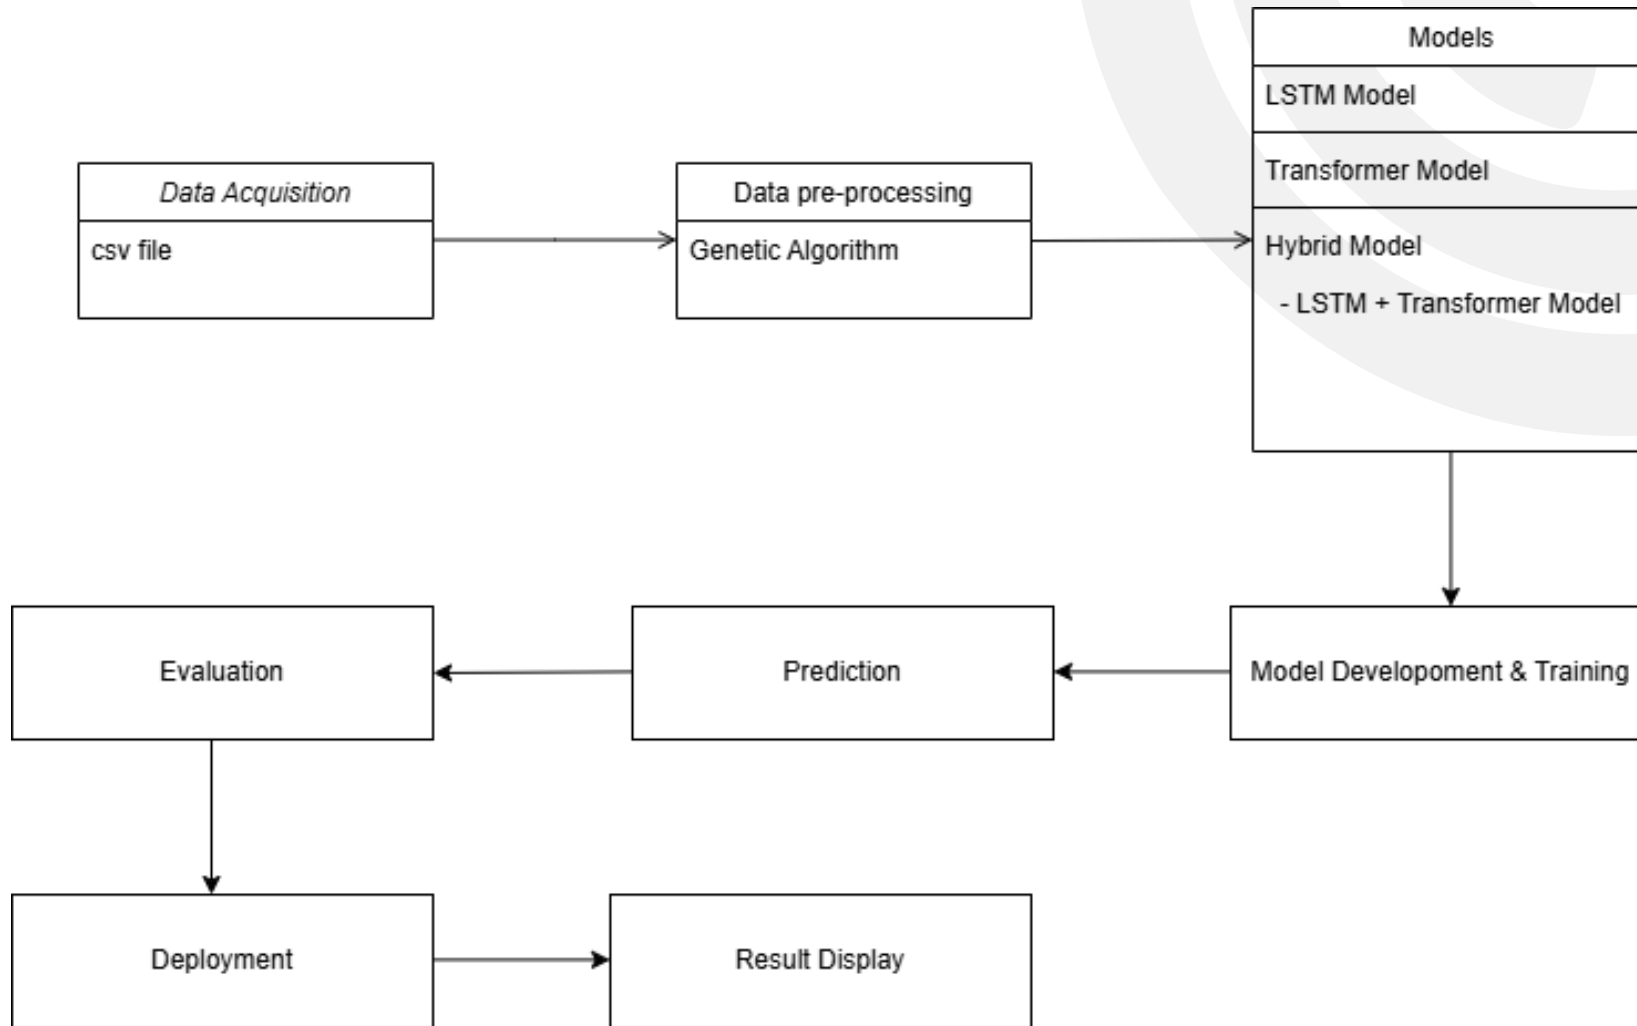 Models
LSTM Model
Transformer Model
Hybrid Model
- LSTM + Transformer Model
Data Acquisition
csv file
Data pre-processing
Genetic Algorithm
Evaluation
Prediction
Model Developoment & Training
Deployment
Result Display